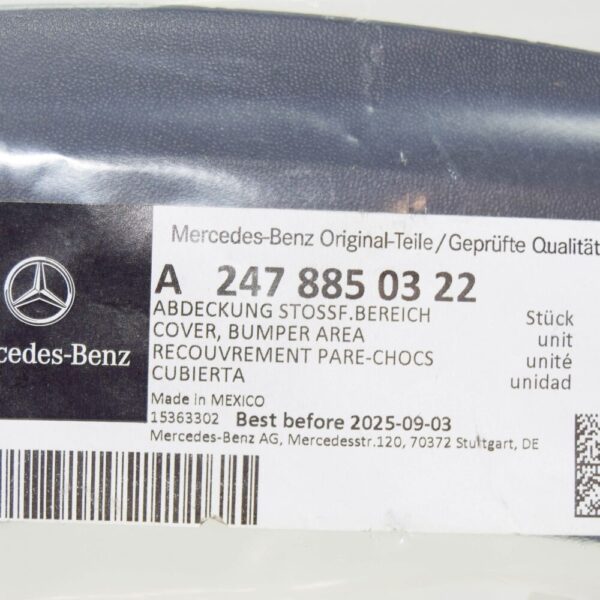 Mercedes-Benz Original-Teile/Geprüfte Qualität
A 247 885 03 22
ABDECKUNG STOSSF.BEREICH
COVER, BUMPER AREA
RECOUVREMENT PARE-CHOCS
CUBIERTA
Stück
unit
unité
unidad
cedes-Benz
Made in MEXICO
15363302 Best before 2025-09-03
Mercedes-Benz AG, Mercedesstr.120, 70372 Stuttgart, DE